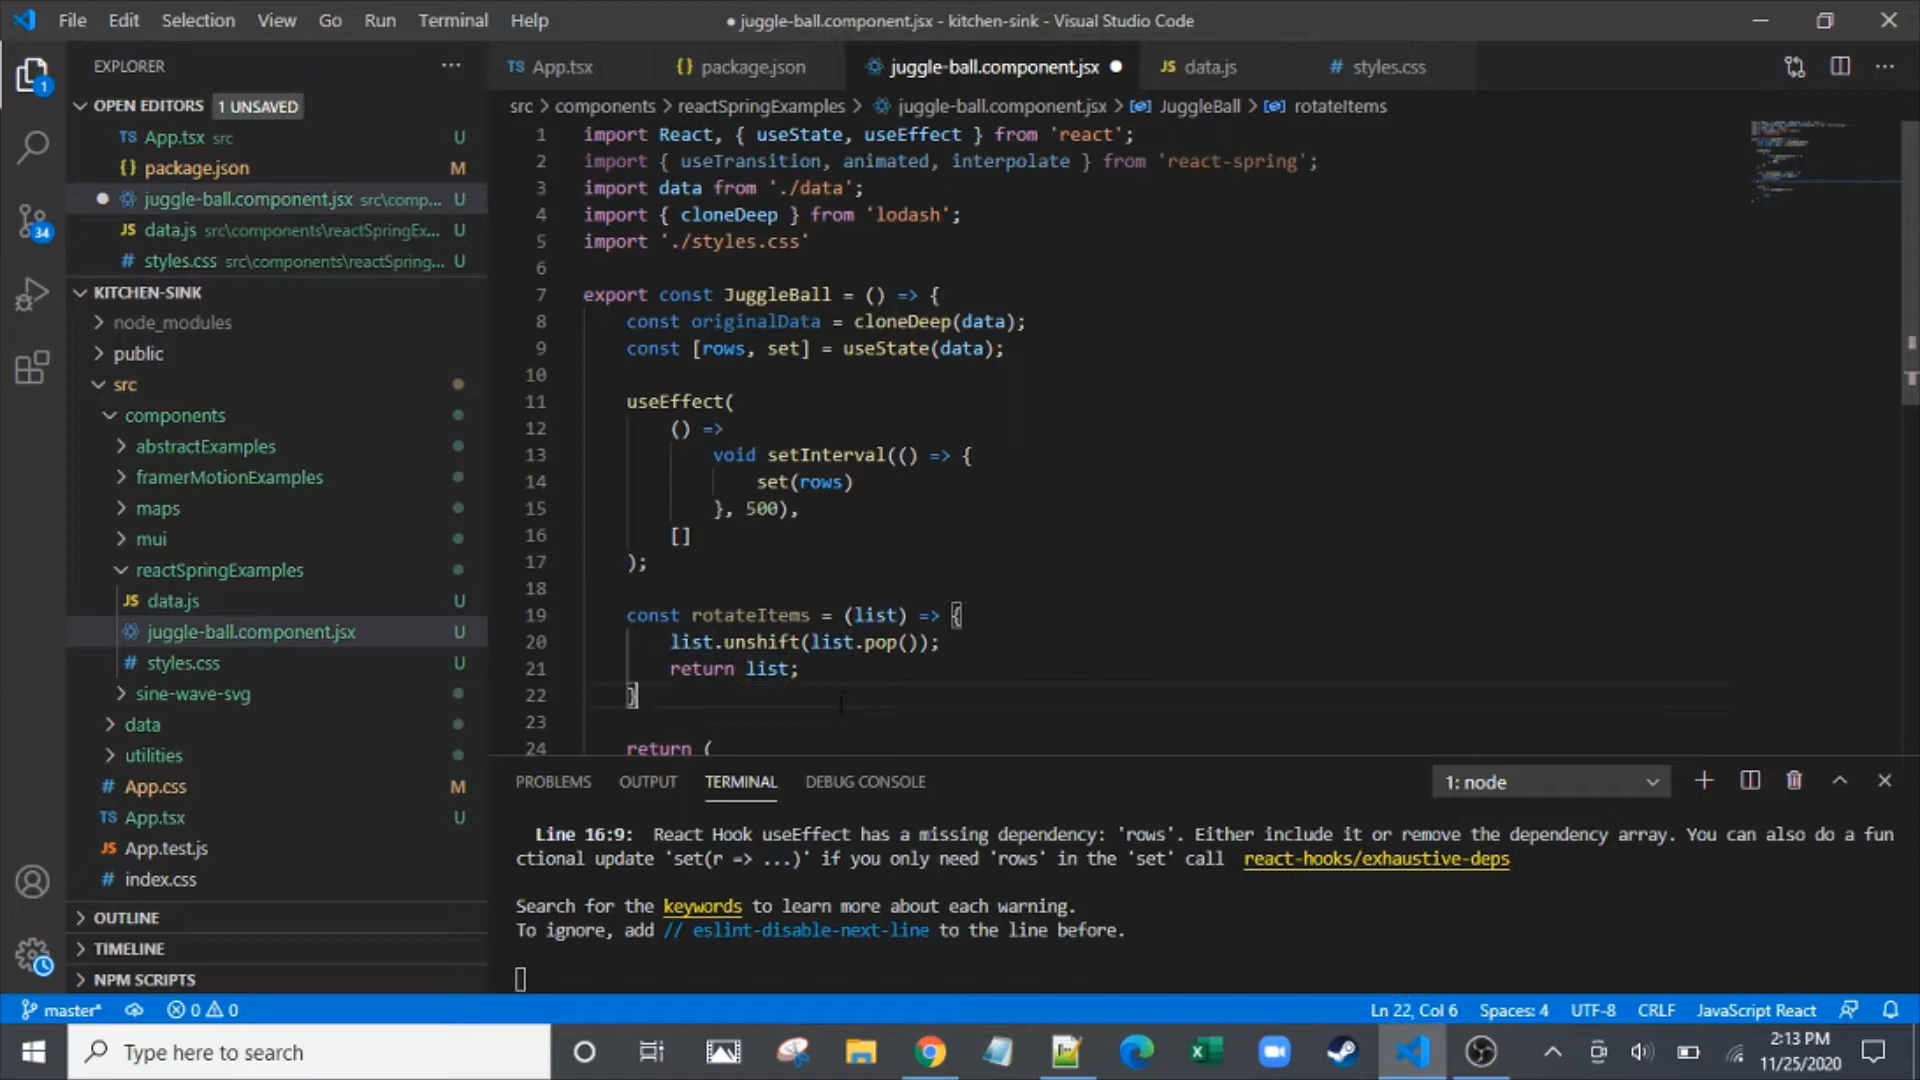 File Edit Selection View Go Run Terminal Help
● juggle-ball.component.jsx - kitchen-sink - Visual Studio Code
EXPLORER
OPEN EDITORS 1 UNSAVED
TS App.tsx src U
{} package.json M
juggle-ball.component.jsx src\comp... U
JS data.js src\components\reactSpringEx... U
# styles.css src\components\reactSpring... U
KITCHEN-SINK
node_modules
public
src
components
abstractExamples
framerMotionExamples
maps
mui
reactSpringExamples
JS data.js U
juggle-ball.component.jsx U
# styles.css U
sine-wave-svg
data
utilities
# App.css M
TS App.tsx U
JS App.test.js
# index.css
OUTLINE
TIMELINE
NPM SCRIPTS
1
34
TS App.tsx {} package.json juggle-ball.component.jsx JS data.js # styles.css
src > components > reactSpringExamples > juggle-ball.component.jsx > JuggleBall > rotateItems
1 import React, { useState, useEffect } from 'react';
2 import { useTransition, animated, interpolate } from 'react-spring';
3 import data from './data';
4 import { cloneDeep } from 'lodash';
5 import './styles.css'
6
7 export const JuggleBall = () => {
8 const originalData = cloneDeep(data);
9 const [rows, set] = useState(data);
10
11 useEffect(
12 () =>
13 void setInterval(() => {
14 set(rows)
15 }, 500),
16 []
17 );
18
19 const rotateItems = (list) => {
20 list.unshift(list.pop());
21 return list;
22 }
23
24 return (
PROBLEMS OUTPUT TERMINAL DEBUG CONSOLE
1: node
Line 16:9: React Hook useEffect has a missing dependency: 'rows'. Either include it or remove the dependency array. You can also do a fun
ctional update 'set(r => ...)' if you only need 'rows' in the 'set' call react-hooks/exhaustive-deps
Search for the keywords to learn more about each warning.
To ignore, add // eslint-disable-next-line to the line before.
master* 0 0
Ln 22, Col 6 Spaces: 4 UTF-8 CRLF JavaScript React
Type here to search
2:13 PM
11/25/2020